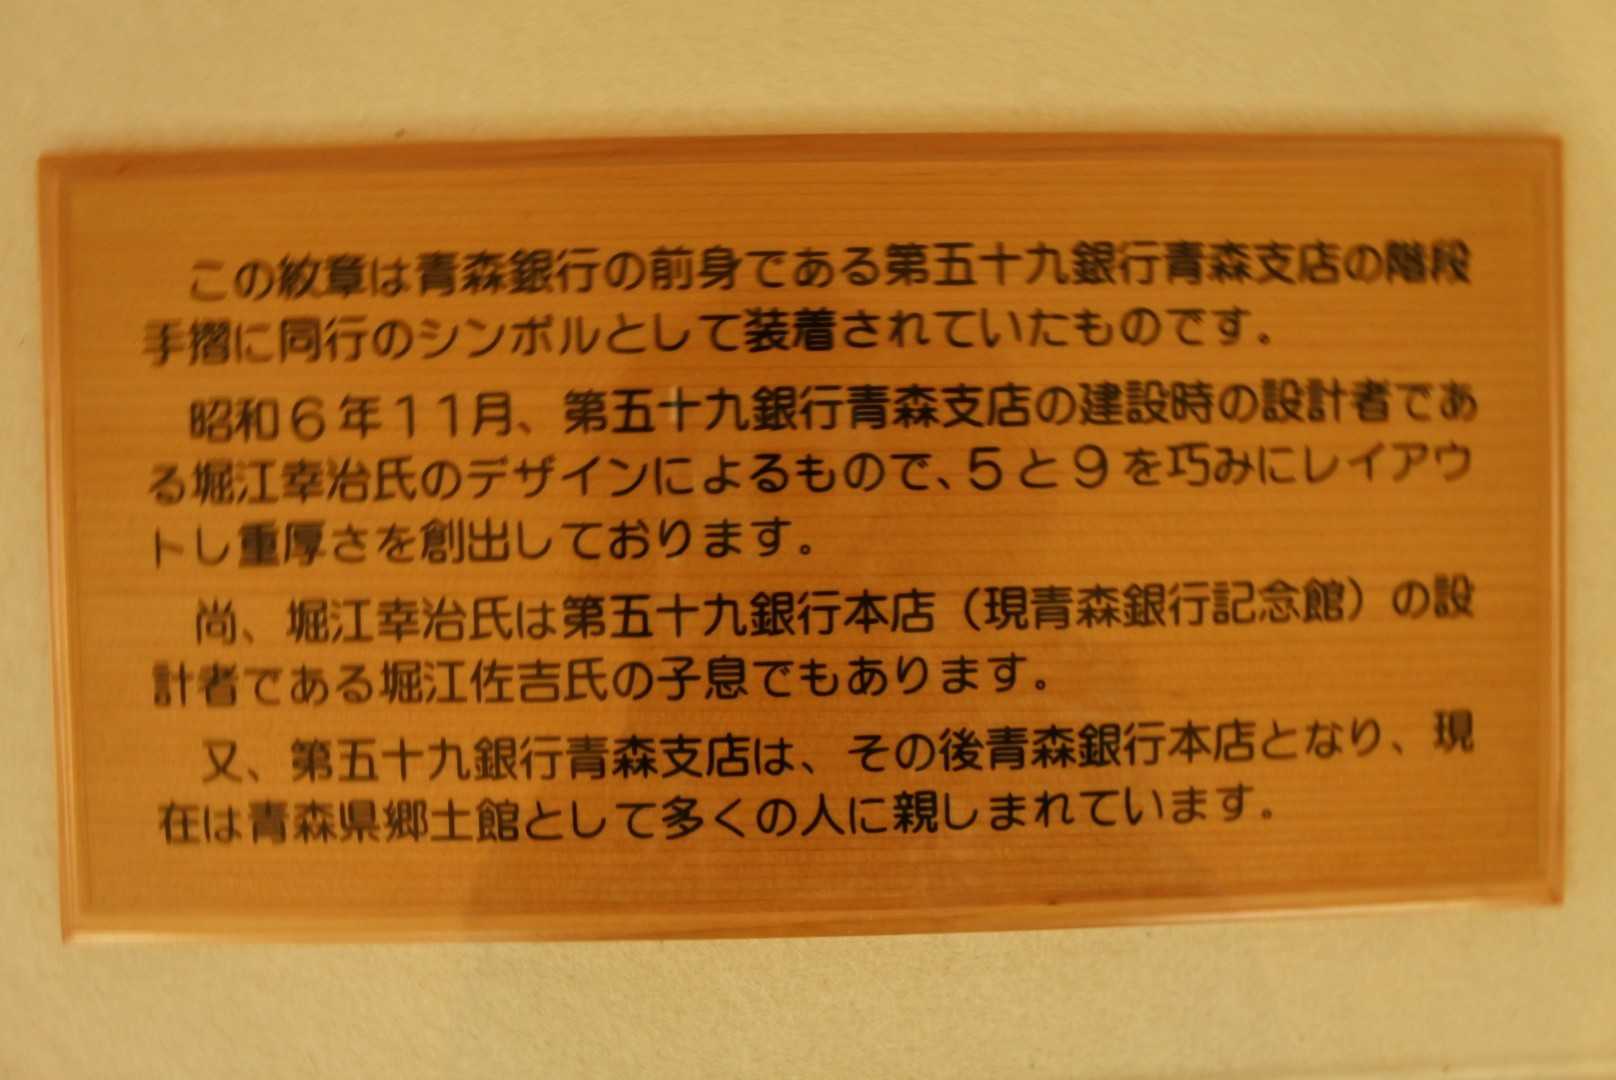 この紋章は青森銀行の前身である第五十九銀行青森支店の階段
手摺に同行のシンボルとして装着されていたものです。
昭和6年11月、第五十九銀行青森支店の建設時の設計者であ
る堀江幸治氏のデザインによるもので、5と9を巧みにレイアウ
トし重厚さを創出しております。
尚、堀江幸治氏は第五十九銀行本店（現青森銀行記念館）の設
計者である堀江佐吉氏の子息でもあります。
又、第五十九銀行青森支店は、その後青森銀行本店となり、現
在は青森県郷土館として多くの人に親しまれています。